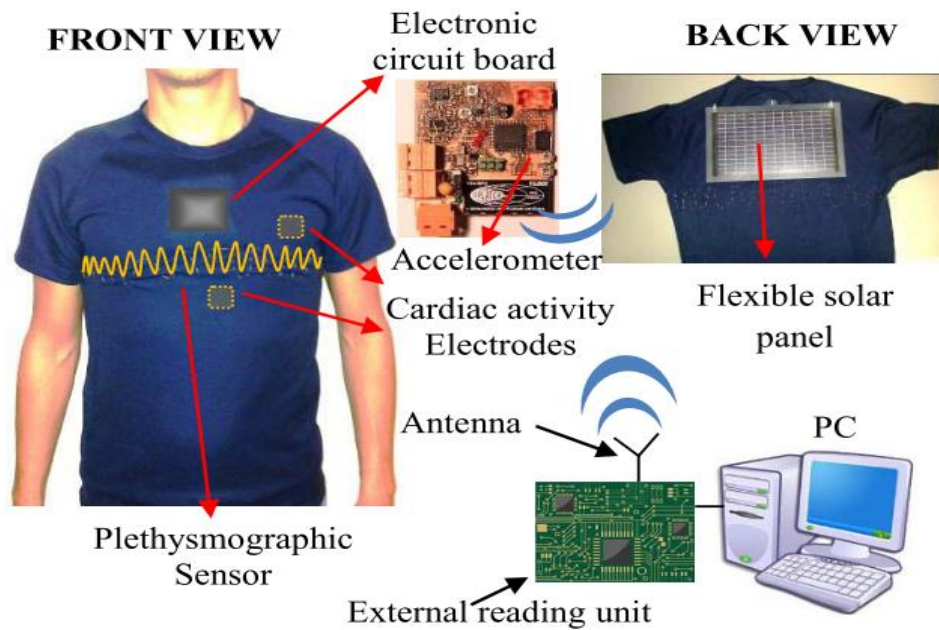 FRONT VIEW
Electronic
circuit board
BACK VIEW
Accelerometer
Cardiac activity
Electrodes
Flexible solar
panel
Antenna
PC
Plethysmographic
Sensor
External reading unit